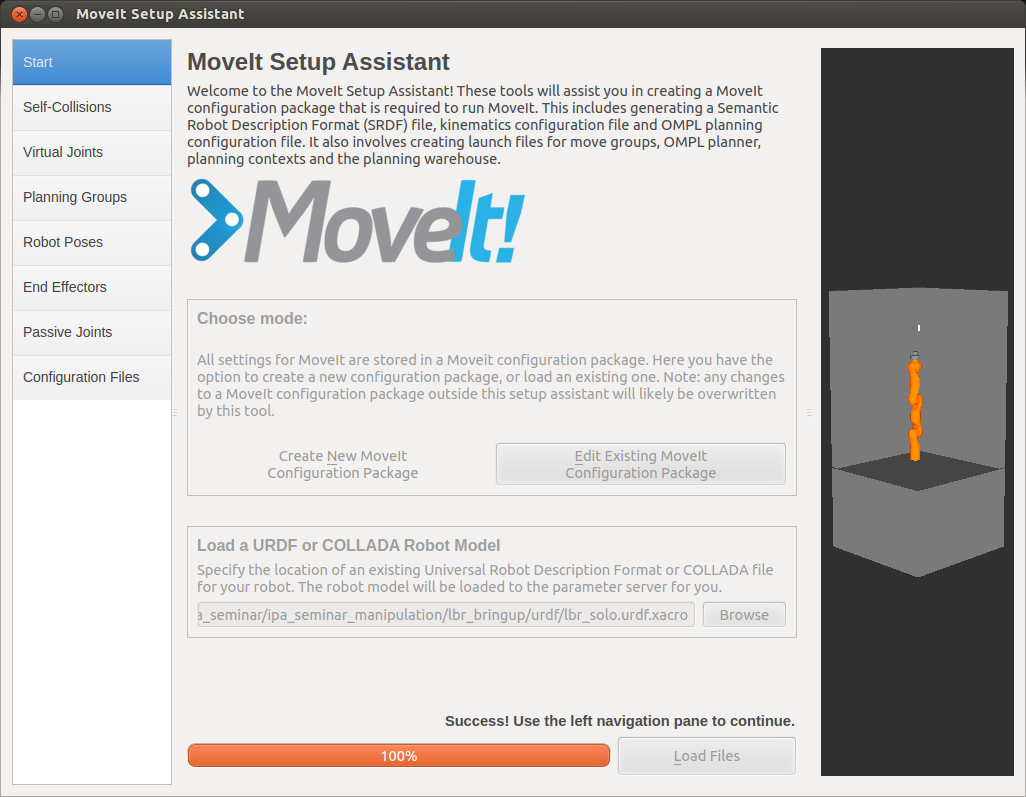 MoveIt Setup Assistant
Start
Self-Collisions
Virtual Joints
Planning Groups
Robot Poses
End Effectors
Passive Joints
Configuration Files
MoveIt Setup Assistant
Welcome to the MoveIt Setup Assistant! These tools will assist you in creating a MoveIt
configuration package that is required to run MoveIt. This includes generating a Semantic
Robot Description Format (SRDF) file, kinematics configuration file and OMPL planning
configuration file. It also involves creating launch files for move groups, OMPL planner,
planning contexts and the planning warehouse.
MoveIt!
Choose mode:
All settings for MoveIt are stored in a Moveit configuration package. Here you have the
option to create a new configuration package, or load an existing one. Note: any changes
to a MoveIt configuration package outside this setup assistant will likely be overwritten
by this tool.
Create New MoveIt
Configuration Package
Edit Existing MoveIt
Configuration Package
Load a URDF or COLLADA Robot Model
Specify the location of an existing Universal Robot Description Format or COLLADA file
for your robot. The robot model will be loaded to the parameter server for you.
a_seminar/ipa_seminar_manipulation/lbr_bringup/urdf/lbr_solo.urdf.xacro
Browse
Success! Use the left navigation pane to continue.
100%
Load Files